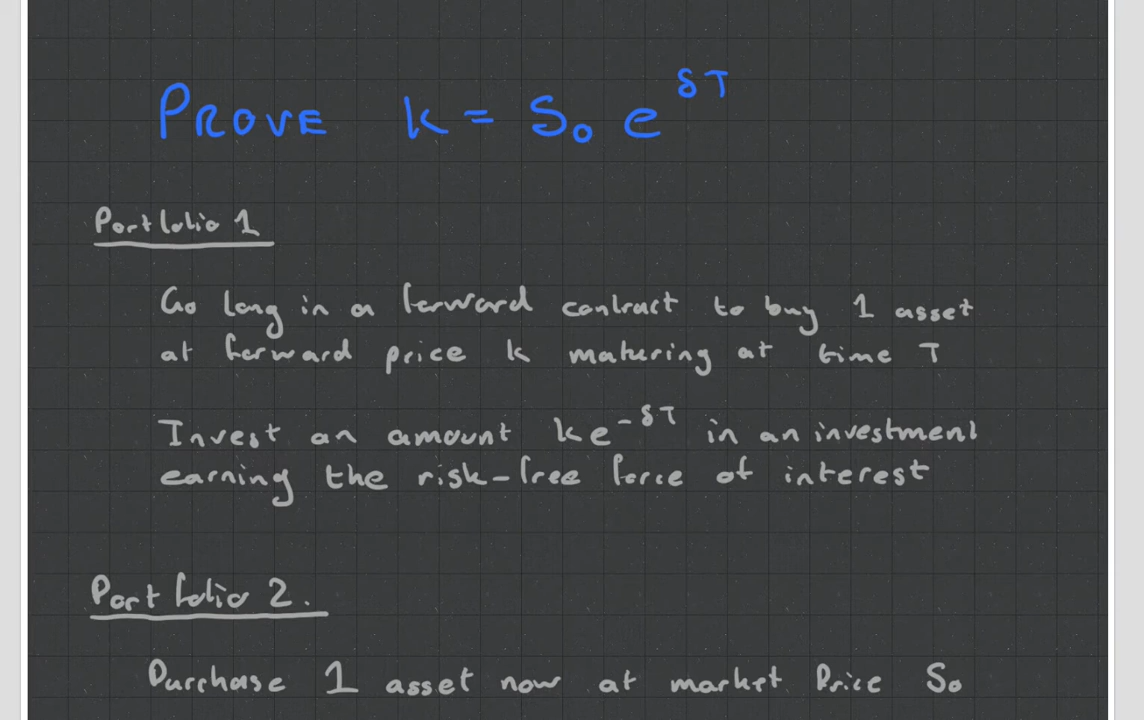 PROVE K = S₀ e^δT
Portfolio 1
Go long in a forward contract to buy 1 asset
at forward price K maturing at time T
Invest an amount Ke^-δT in an investment
earning the risk-free force of interest
Portfolio 2.
Purchase 1 asset now at market Price S₀